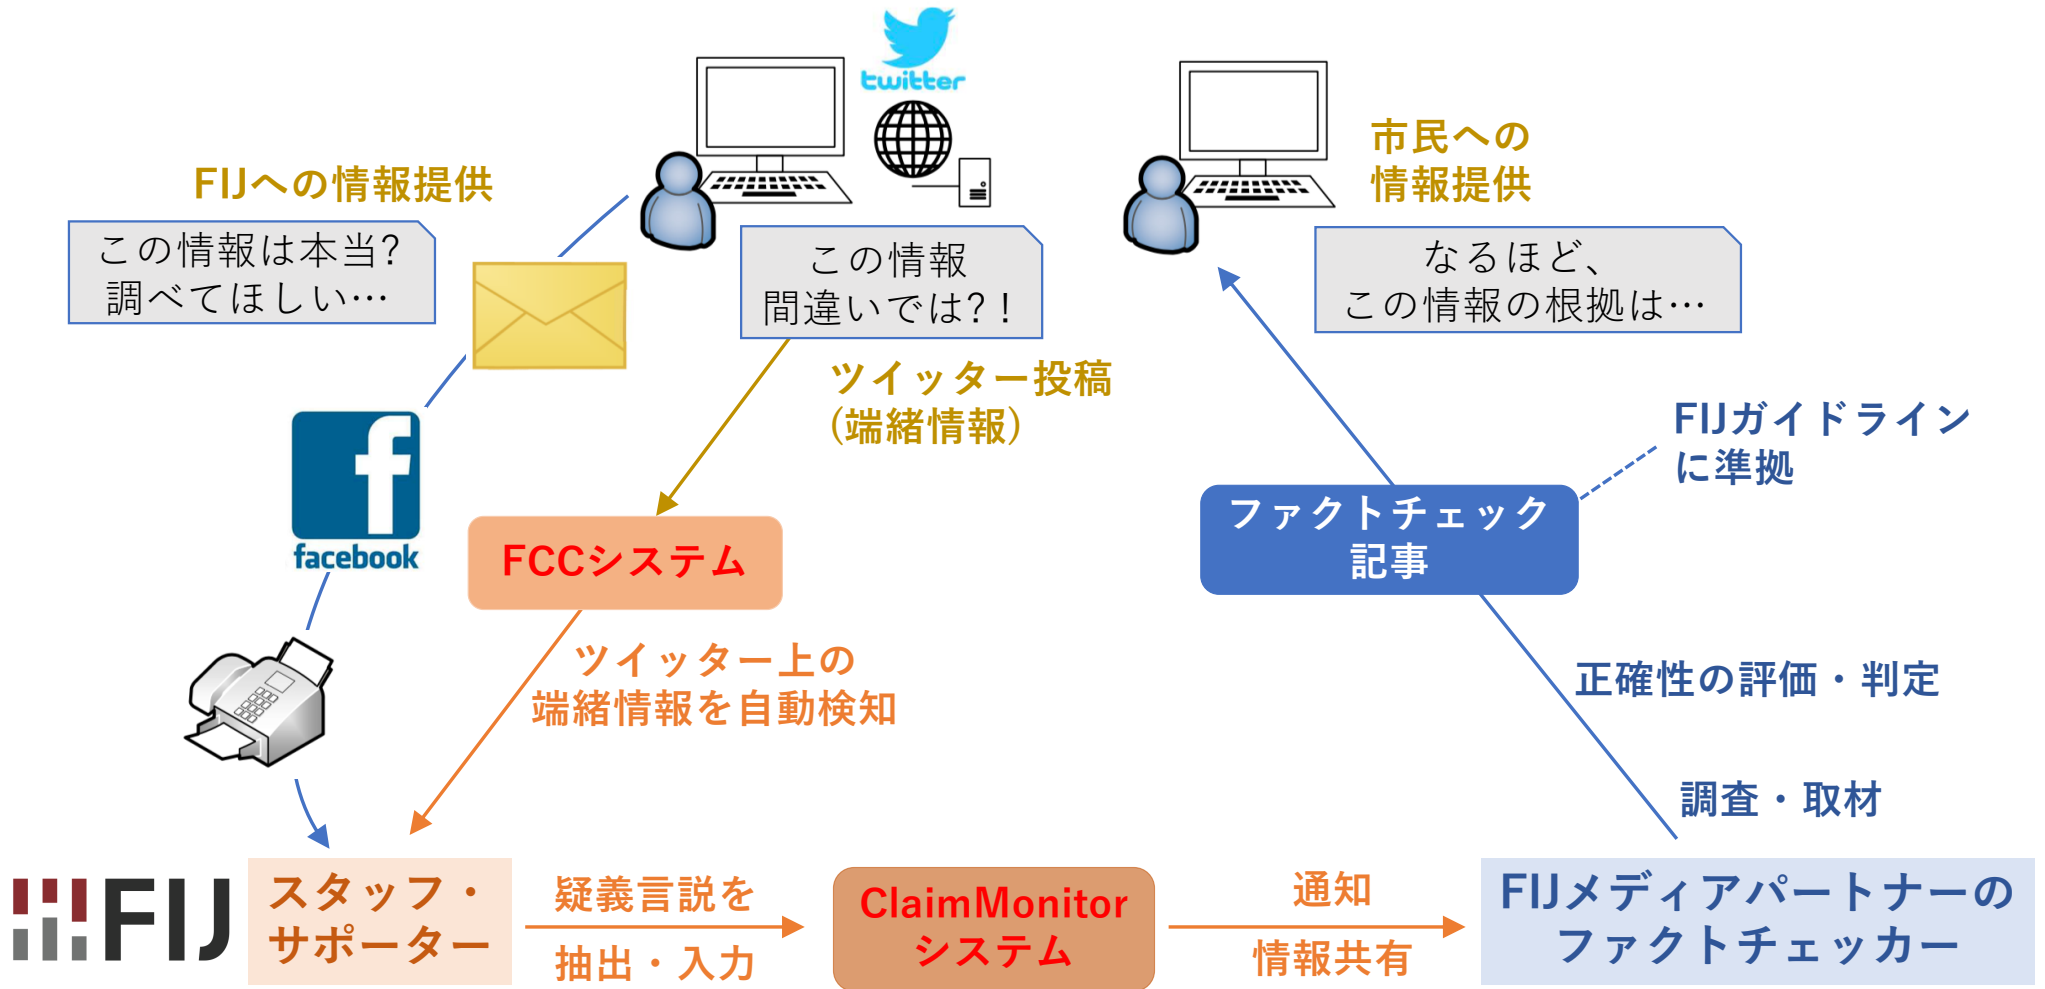 twitter
FIJへの情報提供
この情報は本当?
調べてほしい…
この情報
間違いでは?!
市民への
情報提供
なるほど、
この情報の根拠は…
ツイッター投稿
(端緒情報)
FIJガイドライン
に準拠
facebook
FCCシステム
ファクトチェック
記事
ツイッター上の
端緒情報を自動検知
正確性の評価・判定
調査・取材
FIJ
スタッフ・
サポーター
疑義言説を
抽出・入力
ClaimMonitor
システム
通知
情報共有
FIJメディアパートナーの
ファクトチェッカー